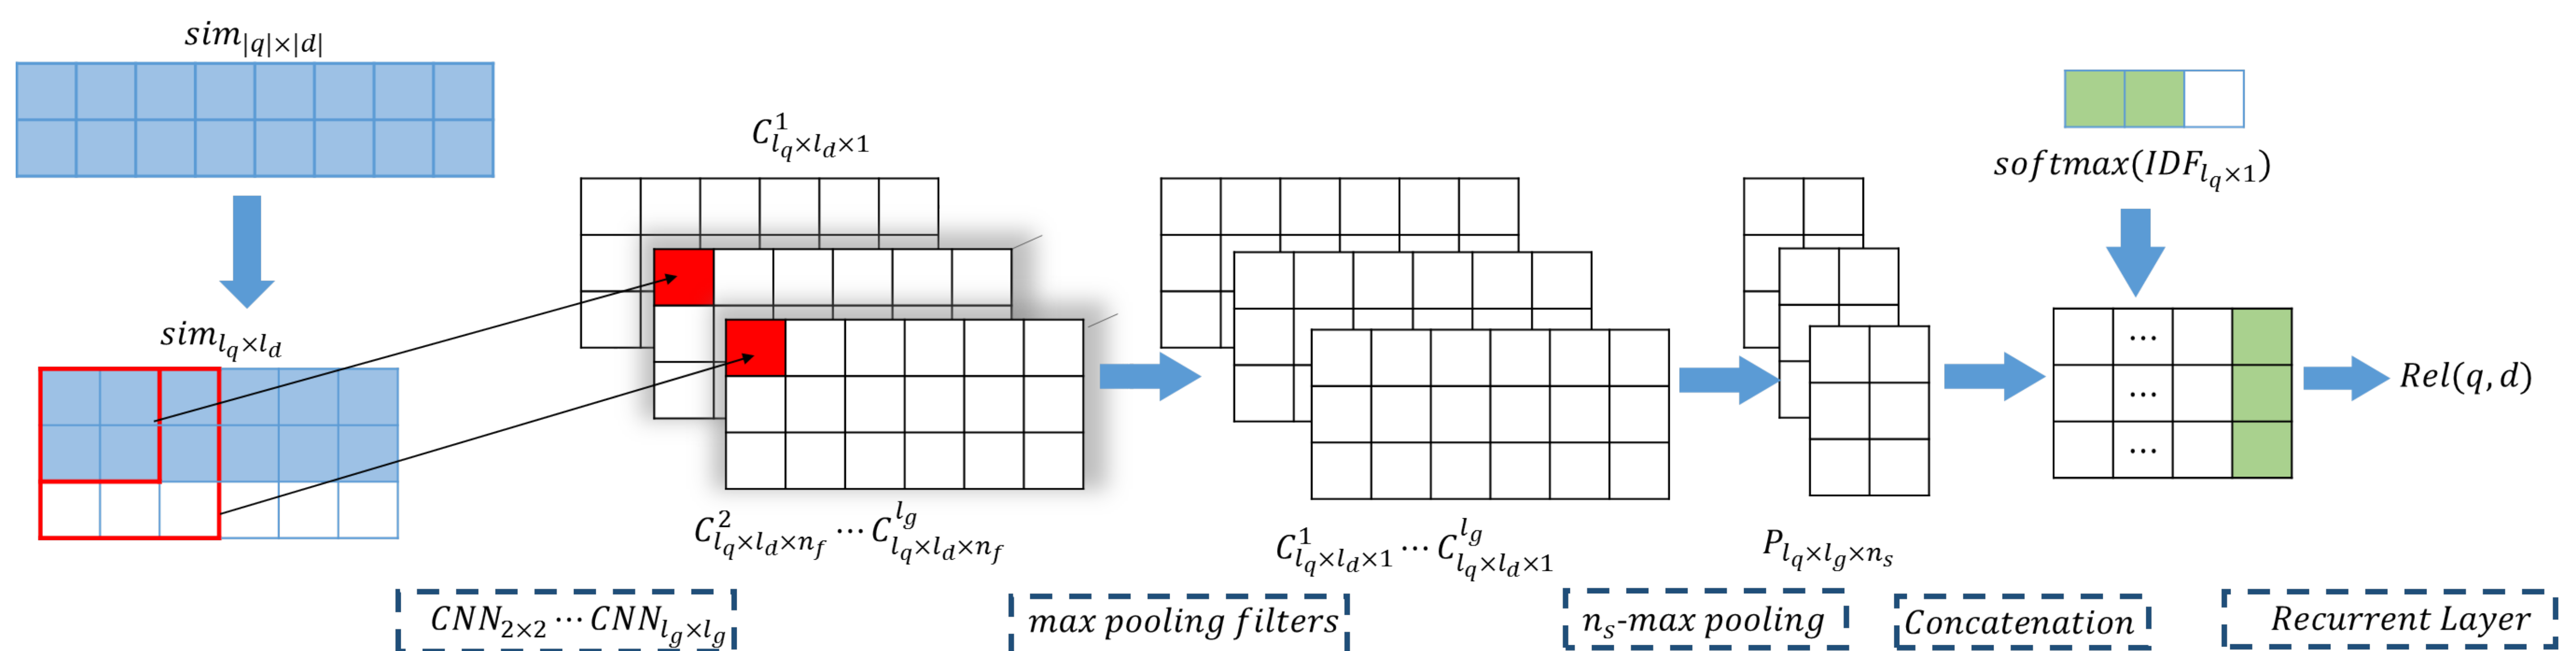 sim_{|q|×|d|}
sim_{l_q×l_d}
C^1_{l_q×l_d×1}
C^2_{l_q×l_d×n_f} ⋯ C^{l_g}_{l_q×l_d×n_f}
C^1_{l_q×l_d×1} ⋯ C^{l_g}_{l_q×l_d×1}
P_{l_q×l_g×n_s}
softmax(IDF_{l_q×1})
...
...
...
Rel(q, d)
CNN_{2×2} ⋯ CNN_{l_g×l_g}
max pooling filters
n_s-max pooling
Concatenation
Recurrent Layer